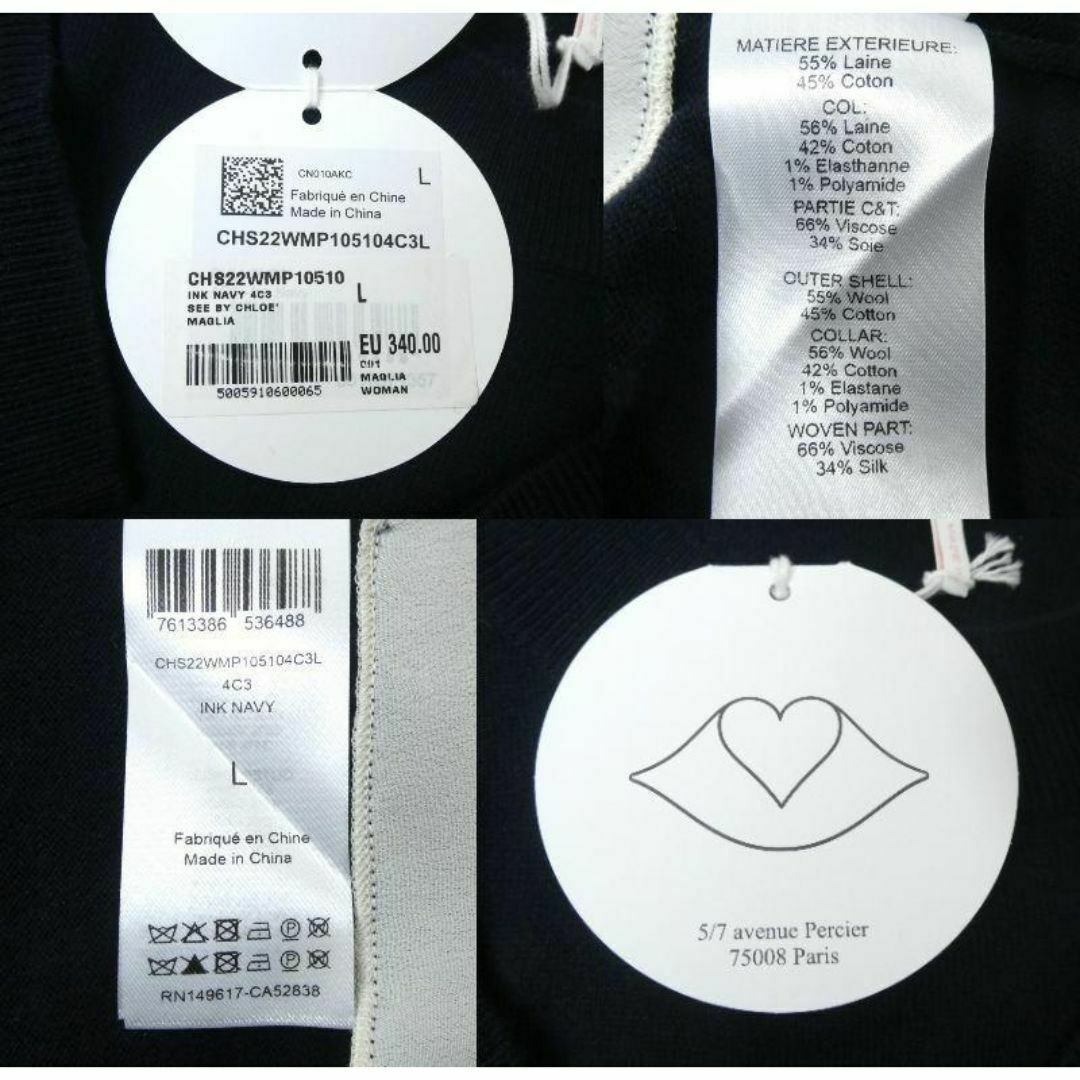 CN010AKC
L
Fabriqué en Chine
Made in China
CHS22WMP105104C3L
CHS22WMP10510
INK NAVY 4C3
L
SEE BY CHLOE'
MAGLIA
EU 340.00
001
MAGLIA
WOMAN
5005910600065
MATIERE EXTERIEURE:
55% Laine
45% Coton
COL:
56% Laine
42% Coton
1% Elasthanne
1% Polyamide
PARTIE C&T:
66% Viscose
34% Soie
OUTER SHELL:
55% Wool
45% Cotton
COLLAR:
56% Wool
42% Cotton
1% Elastane
1% Polyamide
WOVEN PART:
66% Viscose
34% Silk
7613386 536488
CHS22WMP105104C3L
4C3
INK NAVY
L
Fabriqué en Chine
Made in China
RN149617-CA52838
5/7 avenue Percier
75008 Paris